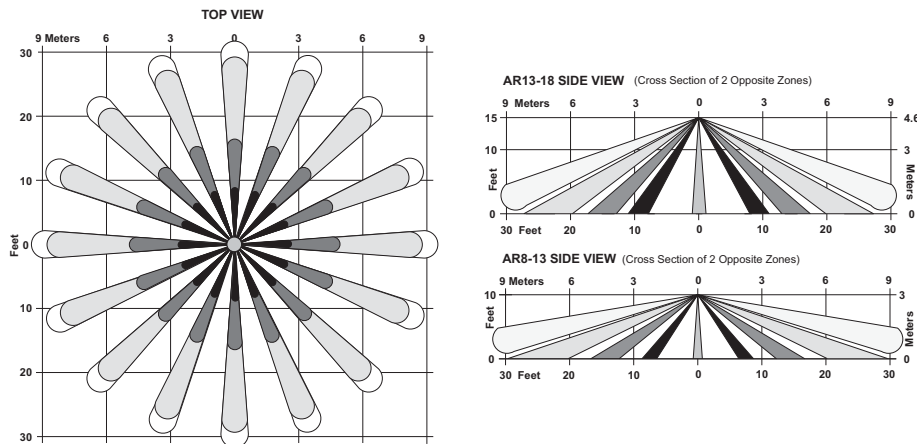 TOP VIEW
9 Meters 6 3 0 3 6 9
30
20
10
Feet 0
10
20
30
AR13-18 SIDE VIEW (Cross Section of 2 Opposite Zones)
9 Meters 6 3 0 3 6 9
15 4.6
10 3
Feet Meters
0 0
30 Feet 20 10 0 10 20 30
AR8-13 SIDE VIEW (Cross Section of 2 Opposite Zones)
9 Meters 6 3 0 3 6 9
10 3
Feet Meters
0 0
30 Feet 20 10 0 10 20 30